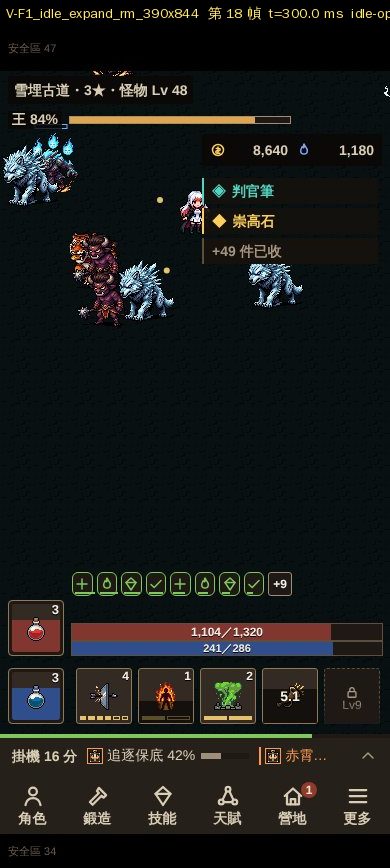 V-F1_idle_expand_rm_390x844 第 18 幀 t=300.0 ms idle-op
安全區 47
雪埋古道・3★・怪物 Lv 48
王 84%
8,640 1,180
判官筆
崇高石
+49 件已收
+9
3
1,104／1,320
241／286
3 4 1 2 5.1 Lv9
掛機 16 分 追逐保底 42% 赤霄…
1
角色 鍛造 技能 天賦 營地 更多
安全區 34